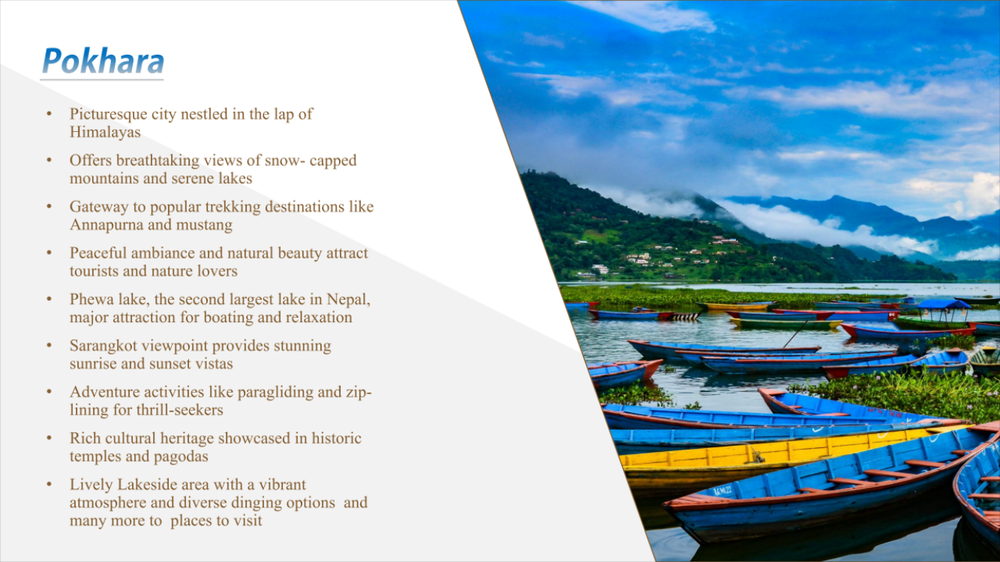 Pokhara
• Picturesque city nestled in the lap of
Himalayas
• Offers breathtaking views of snow- capped
mountains and serene lakes
• Gateway to popular trekking destinations like
Annapurna and mustang
• Peaceful ambiance and natural beauty attract
tourists and nature lovers
• Phewa lake, the second largest lake in Nepal,
major attraction for boating and relaxation
• Sarangkot viewpoint provides stunning
sunrise and sunset vistas
• Adventure activities like paragliding and zip-
lining for thrill-seekers
• Rich cultural heritage showcased in historic
temples and pagodas
• Lively Lakeside area with a vibrant
atmosphere and diverse dinging options  and
many more to  places to visit